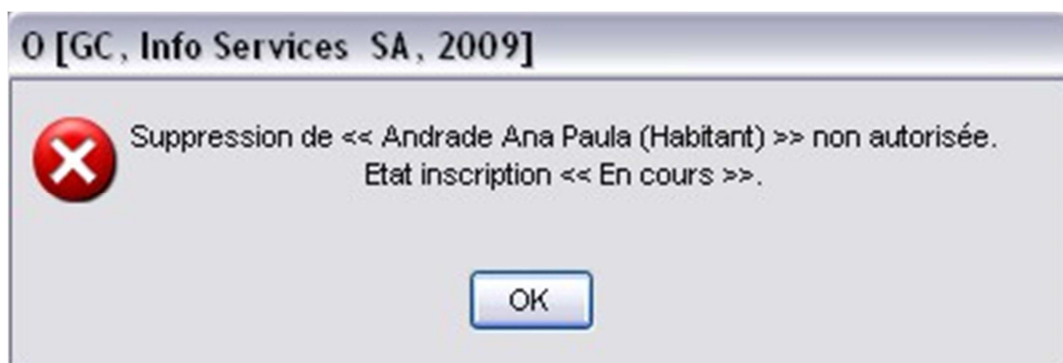 O [GC, Info Services SA, 2009]
Suppression de << Andrade Ana Paula (Habitant) >> non autorisée.
Etat inscription << En cours >>.
OK